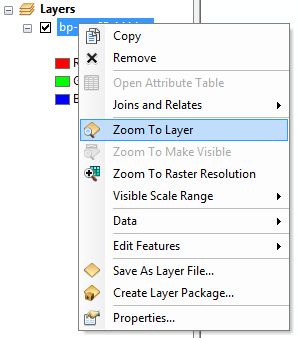 Layers
Copy
Remove
Open Attribute Table
Joins and Relates
Zoom To Layer
Zoom To Make Visible
Zoom To Raster Resolution
Visible Scale Range
Data
Edit Features
Save As Layer File...
Create Layer Package...
Properties...